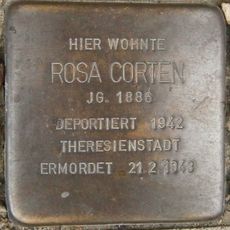 HIER WOHNTE
ROSA CORTEN
JG. 1886
DEPORTIERT 1942
THERESIENSTADT
ERMORDET 21.2.1943